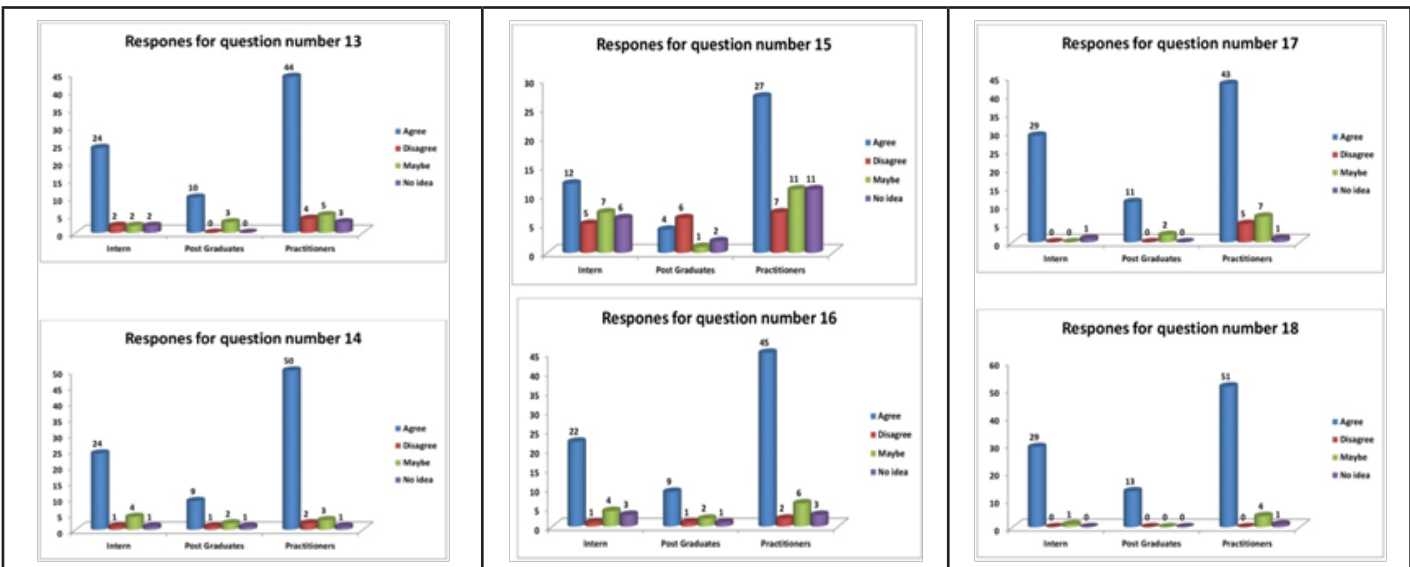 Respones for question number 13
44
45
40
35
30
25
20
15
10
5
0
24
2 2 2
10
0
3
0
4 5 3
Intern Post Graduates Practitioners
Agree
Disagree
Maybe
No idea
Respones for question number 14
50
50
45
40
35
30
25
20
15
10
5
0
24
1 4 1
9
1 2 1
2 3 1
Intern Post Graduates Practitioners
Agree
Disagree
Maybe
No idea
Respones for question number 15
30
25
20
15
10
5
0
27
12
5 7 6
4 6 1 2
7 11 11
Intern Post Graduates Practitioners
Agree
Disagree
Maybe
No idea
Respones for question number 16
45
45
40
35
30
25
20
15
10
5
0
22
1 4 3
9
1 2 1
2 6 3
Intern Post Graduates Practitioners
Agree
Disagree
Maybe
No idea
Respones for question number 17
43
45
40
35
30
25
20
15
10
5
0
29
0 0 1
11
0 2 0
5 7 1
Intern Post Graduates Practitioners
Agree
Disagree
Maybe
No idea
Respones for question number 18
60
50
40
30
20
10
0
51
29
0 1 0
13
0 0 0
0 4 1
Intern Post Graduates Practitioners
Agree
Disagree
Maybe
No idea